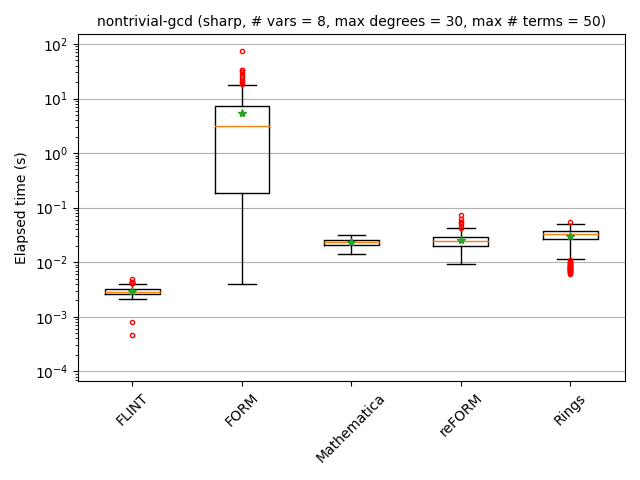 nontrivial-gcd (sharp, # vars = 8, max degrees = 30, max # terms = 50)
Elapsed time (s)
10^2
10^1
10^0
10^-1
10^-2
10^-3
10^-4
FLINT
FORM
Mathematica
reFORM
Rings